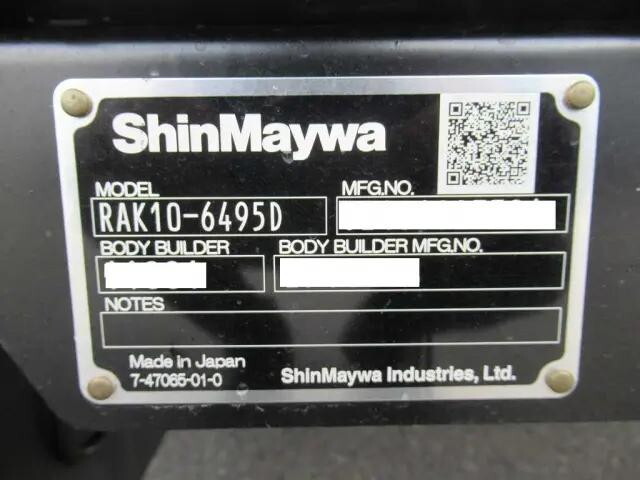 ShinMaywa
MODEL
MFG.NO.
RAK10-6495D
BODY BUILDER
BODY BUILDER MFG.NO.
NOTES
Made in Japan
7-47065-01-0
ShinMaywa Industries, Ltd.